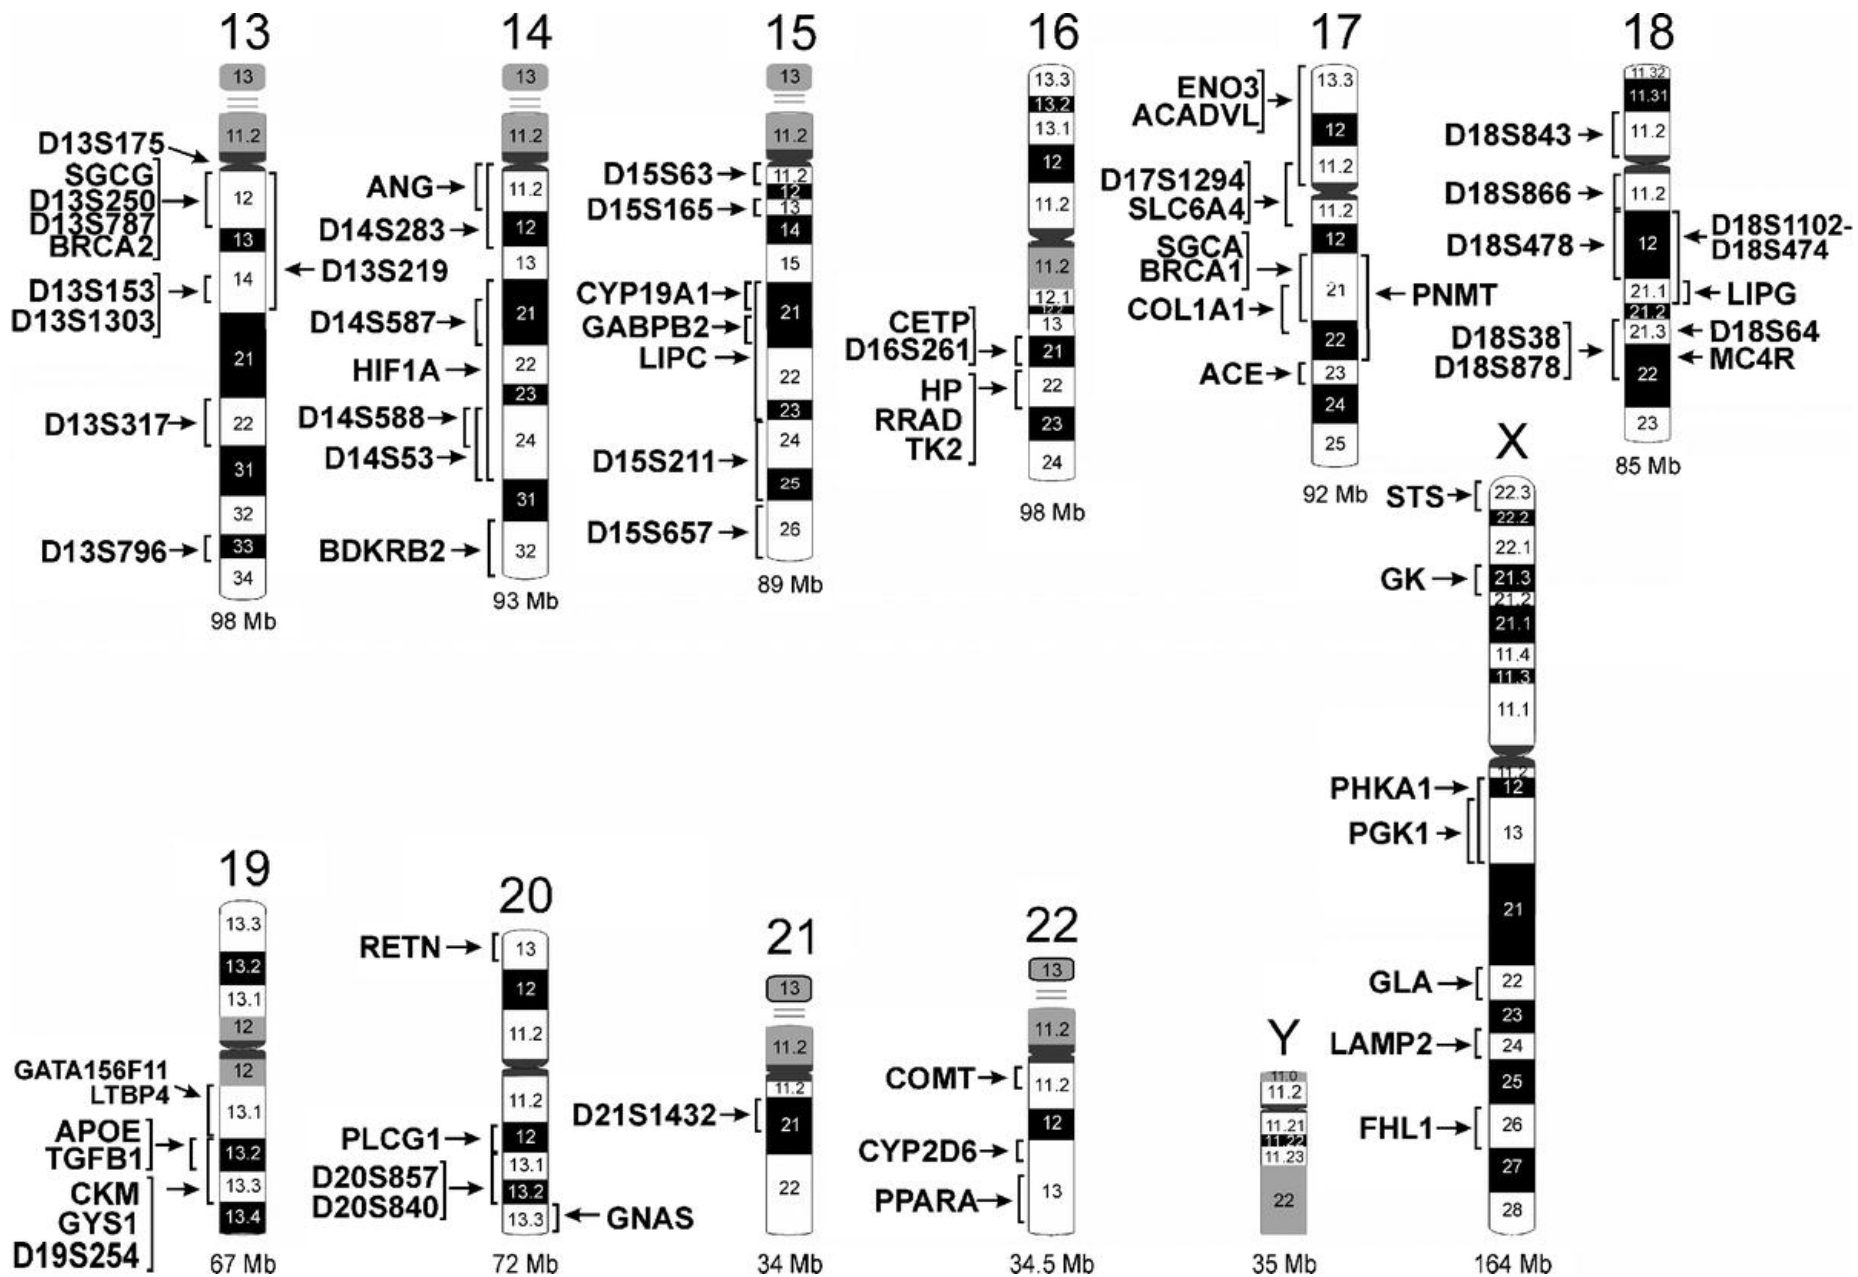 13
13
11.2
12
13
14
21
22
31
32
33
34
98 Mb
D13S175
SGCG
D13S250
D13S787
BRCA2
D13S219
D13S153
D13S1303
D13S317
D13S796
14
13
11.2
12
13
21
22
23
24
31
32
93 Mb
ANG
D14S283
D14S587
HIF1A
D14S588
D14S53
BDKRB2
15
13
11.2
11.2
12
13
14
15
21
22
23
24
25
26
89 Mb
D15S63
D15S165
CYP19A1
GABPB2
LIPC
D15S211
D15S657
16
13.3
13.2
13.1
12
11.2
11.2
12.1
13
21
22
23
24
98 Mb
CETP
D16S261
HP
RRAD
TK2
17
13.3
12
11.2
11.2
12
21
22
23
24
25
92 Mb
ENO3
ACADVL
D17S1294
SLC6A4
SGCA
BRCA1
COL1A1
PNMT
ACE
18
11.32
11.31
11.2
11.2
12
21.1
21.2
21.3
22
23
85 Mb
D18S843
D18S866
D18S478
D18S1102-
D18S474
LIPG
D18S64
MC4R
D18S38
D18S878
X
22.3
22.2
22.1
21.3
21.2
21.1
11.4
11.3
11.1
11.2
12
13
21
22
23
24
25
26
27
28
164 Mb
STS
GK
PHKA1
PGK1
GLA
LAMP2
FHL1
19
13.3
13.2
13.1
12
12
13.1
13.2
13.3
13.4
67 Mb
GATA156F11
LTBP4
APOE
TGFB1
CKM
GYS1
D19S254
20
13
12
11.2
11.2
12
13.1
13.2
13.3
72 Mb
RETN
PLCG1
D20S857
D20S840
GNAS
21
13
11.2
11.2
21
22
34 Mb
D21S1432
22
13
11.2
11.2
12
13
34.5 Mb
COMT
CYP2D6
PPARA
Y
11.0
11.2
11.21
11.22
11.23
22
35 Mb